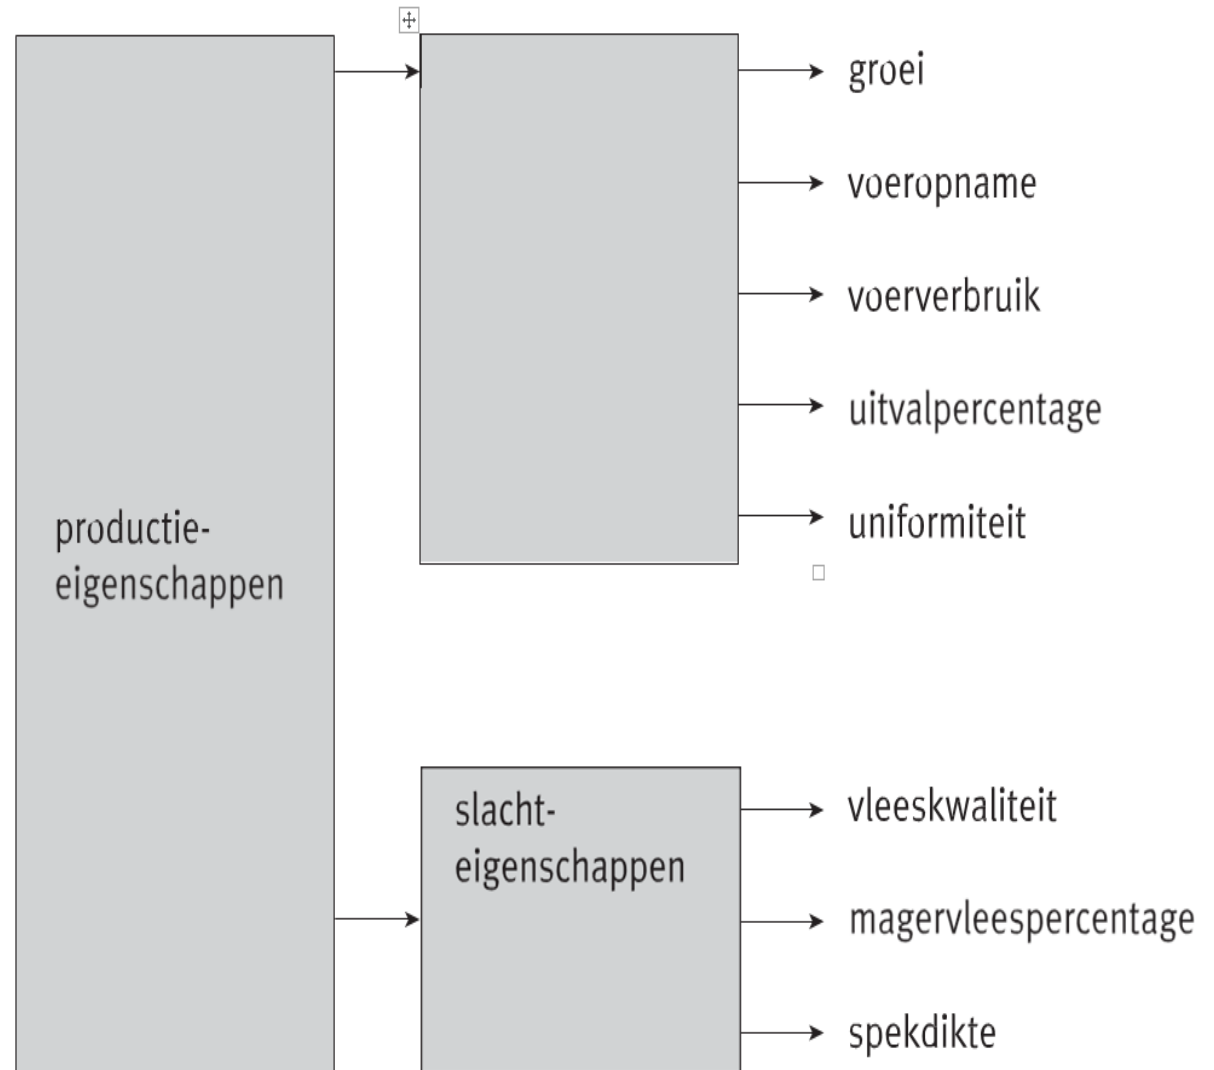 productie-
eigenschappen
groei
voeropname
voerverbruik
uitvalpercentage
uniformiteit
slacht-
eigenschappen
vleeskwaliteit
magervleespercentage
spekdikte